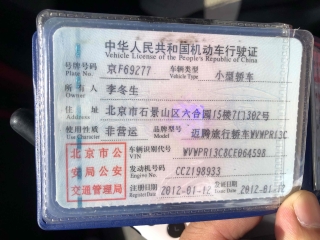 中华人民共和国机动车行驶证
Vehicle License of the People's Republic of China
号牌号码 京F69277 车辆类型 小型轿车
Plate No. Vehicle Type
所有人 李冬生
Owner
住址 北京市石景山区六合园15楼7门302号
Address
使用性质 非营运 品牌型号 迈腾旅行轿车WVWPR13C
Use Character Model
北京市公 车辆识别代号 WVWPR13C8CE064598
VIN
安局公安 发动机号码 CCZ198933
Engine No.
交通管理局 注册日期 2012-01-12 发证日期 2012-01-12
Register Date Issue Date